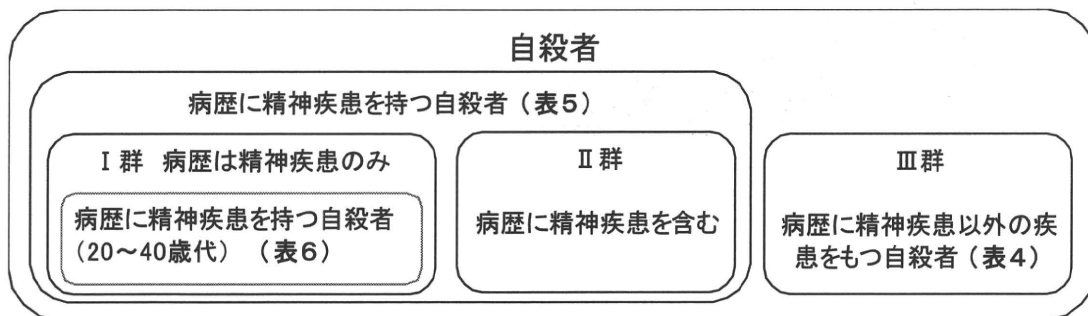 自殺者
病歴に精神疾患を持つ自殺者（表5）
Ⅰ群 病歴は精神疾患のみ
病歴に精神疾患を持つ自殺者
（20～40歳代）（表6）
Ⅱ群
病歴に精神疾患を含む
Ⅲ群
病歴に精神疾患以外の疾
患をもつ自殺者（表4）